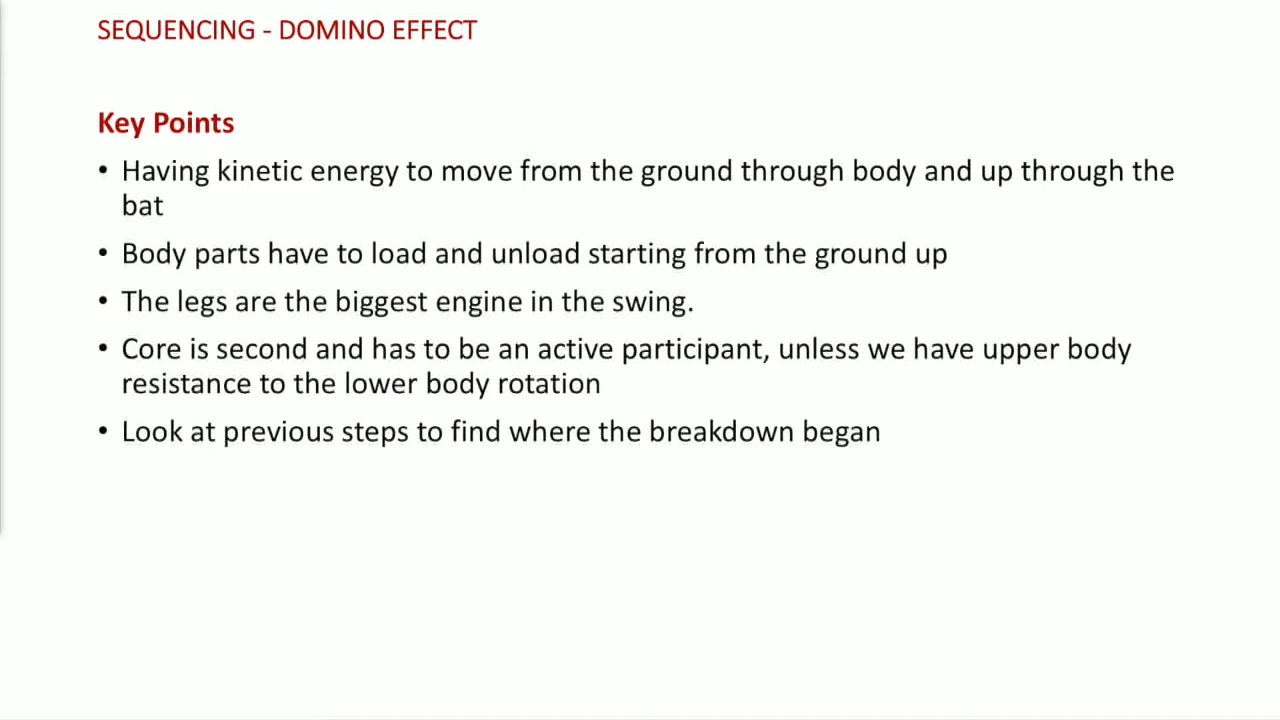 SEQUENCING - DOMINO EFFECT
Key Points
• Having kinetic energy to move from the ground through body and up through the
bat
• Body parts have to load and unload starting from the ground up
• The legs are the biggest engine in the swing.
• Core is second and has to be an active participant, unless we have upper body
resistance to the lower body rotation
• Look at previous steps to find where the breakdown began